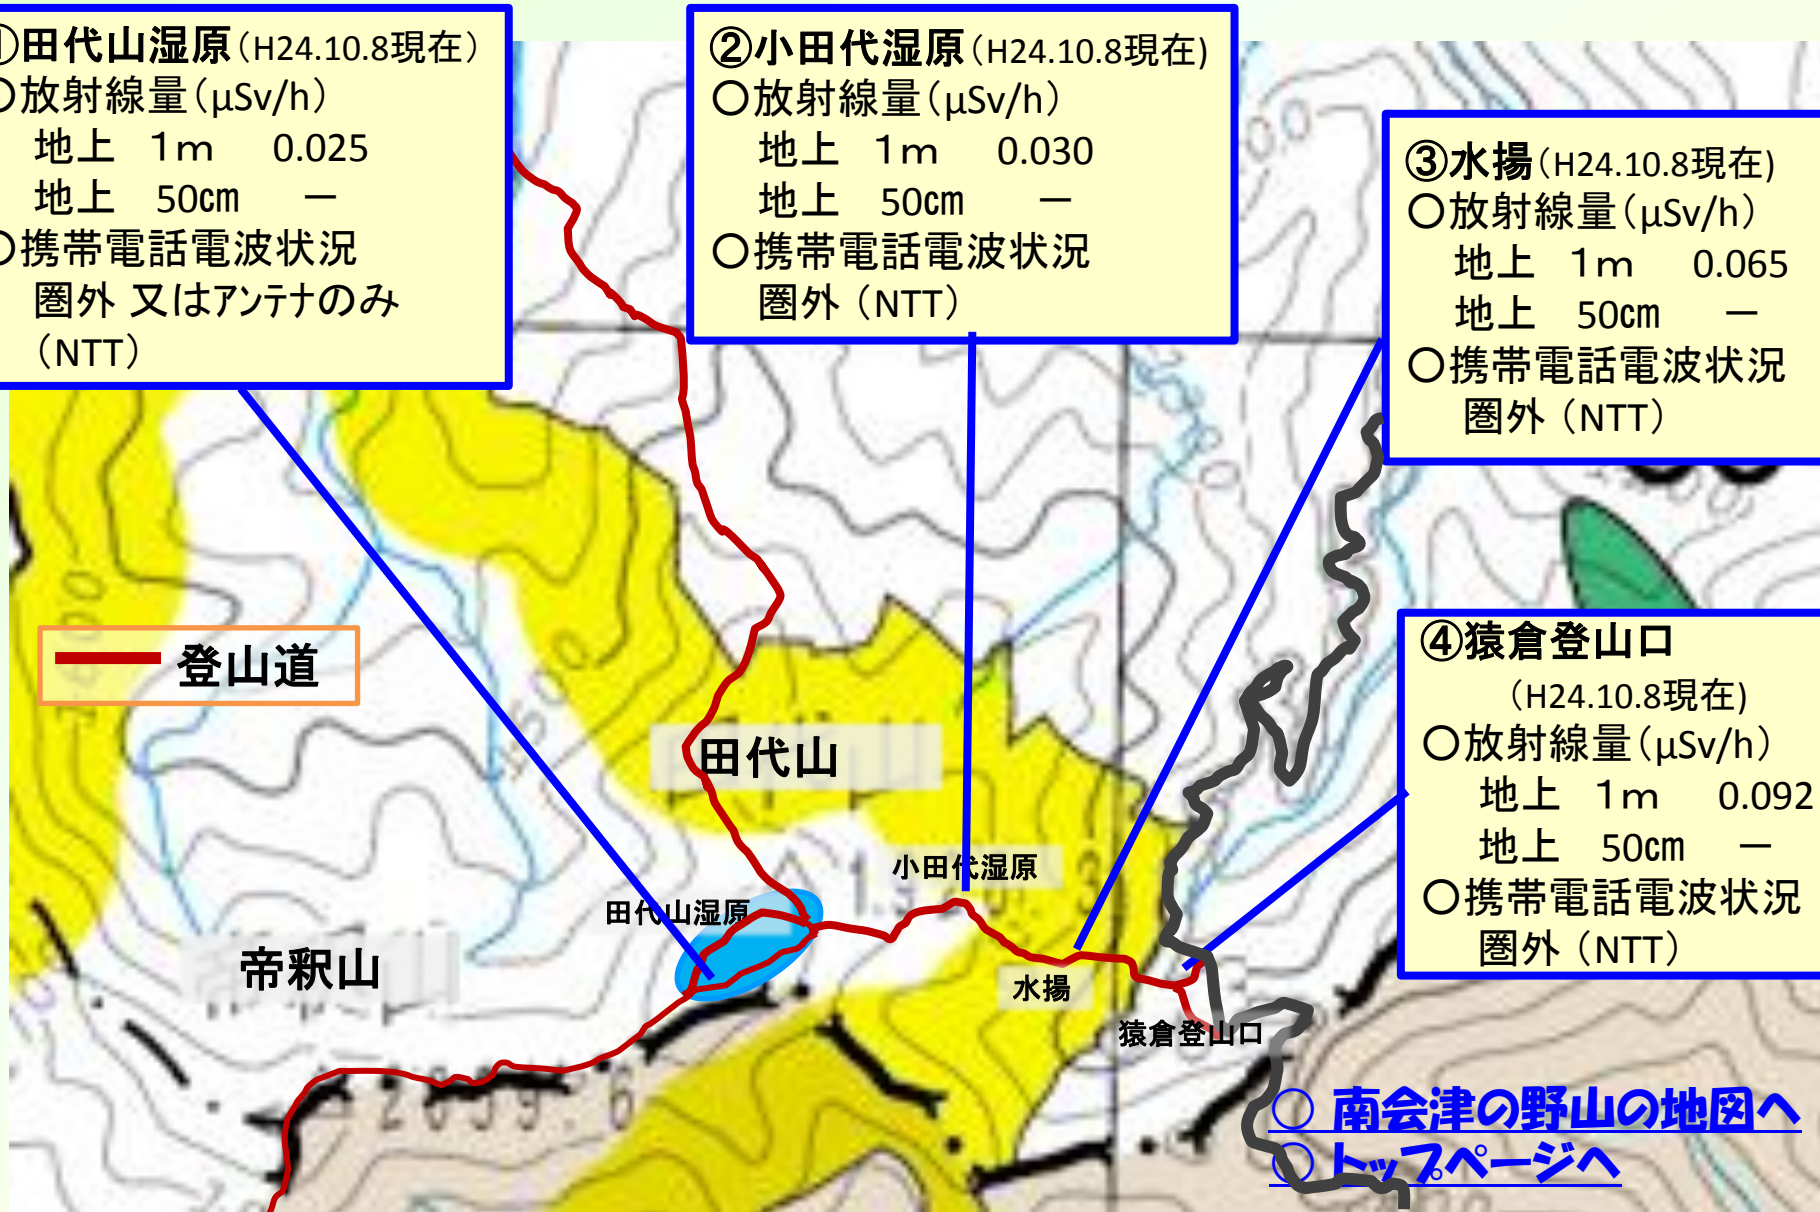 ①田代山湿原（H24.10.8現在）
○放射線量（μSv/h）
地上 1m 0.025
地上 50㎝ －
○携帯電話電波状況
圏外 又はアンテナのみ
（NTT）
②小田代湿原（H24.10.8現在)
○放射線量（μSv/h）
地上 1m 0.030
地上 50㎝ －
○携帯電話電波状況
圏外（NTT）
③水揚（H24.10.8現在)
○放射線量（μSv/h）
地上 1m 0.065
地上 50㎝ －
○携帯電話電波状況
圏外（NTT）
④猿倉登山口
（H24.10.8現在)
○放射線量（μSv/h）
地上 1m 0.092
地上 50㎝ －
○携帯電話電波状況
圏外（NTT）
登山道
田代山
小田代湿原
田代山湿原
帝釈山
水揚
猿倉登山口
○ 南会津の野山の地図へ
○ トップページへ